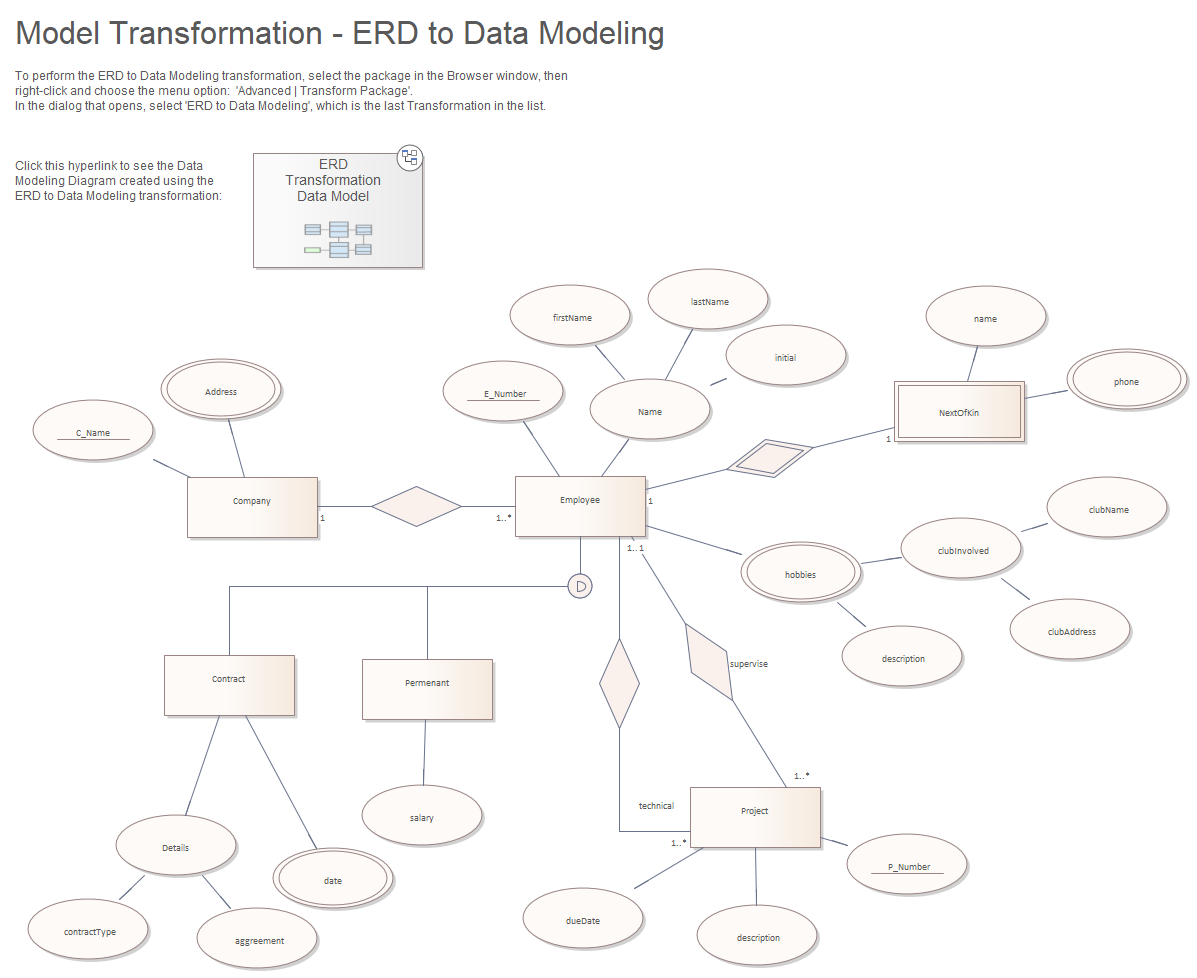 Model Transformation - ERD to Data Modeling
To perform the ERD to Data Modeling transformation, select the package in the Browser window, then
right-click and choose the menu option:  'Advanced | Transform Package'.
In the dialog that opens, select 'ERD to Data Modeling', which is the last Transformation in the list.
Click this hyperlink to see the Data
Modeling Diagram created using the
ERD to Data Modeling transformation:
ERD
Transformation
Data Model
lastName
firstName
name
initial
phone
Address
E_Number
Name
NextOfKin
C_Name
1
Company
Employee
1
1
1..*
clubName
1..1
clubInvolved
hobbies
D
clubAddress
description
supervise
Contract
Permenant
1..*
technical
Project
salary
1..*
Details
P_Number
date
dueDate
contractType
aggreement
description